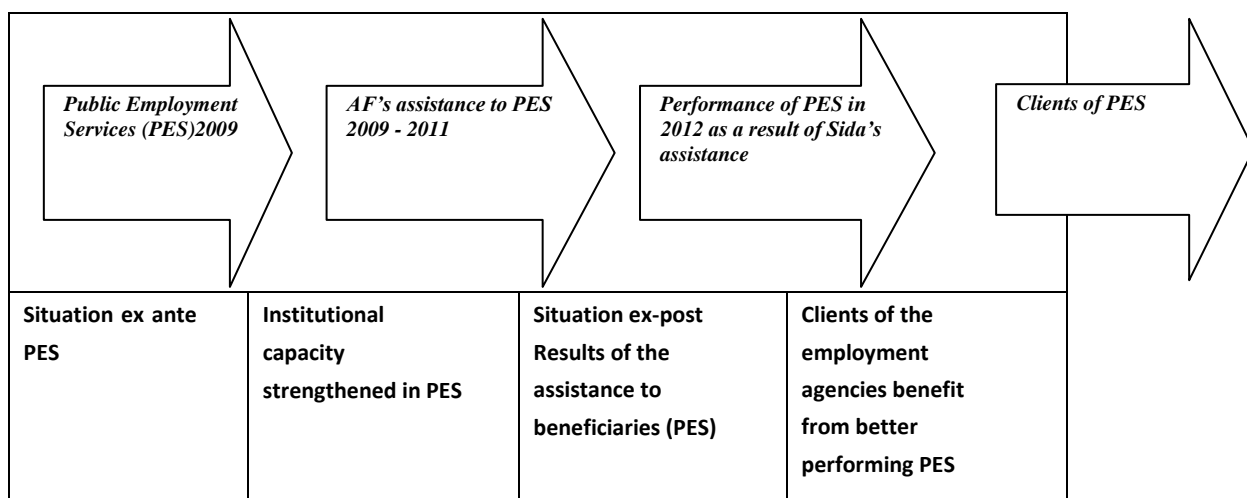 Public Employment
Services (PES)2009
AF's assistance to PES
2009 - 2011
Performance of PES in
2012 as a result of Sida's
assistance
Clients of PES
Situation ex ante
PES
Institutional
capacity
strengthened in PES
Situation ex-post
Results of the
assistance to
beneficiaries (PES)
Clients of the
employment
agencies benefit
from better
performing PES